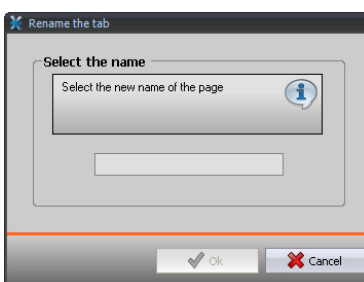 Rename the tab
Select the name
Select the new name of the page
Ok
Cancel